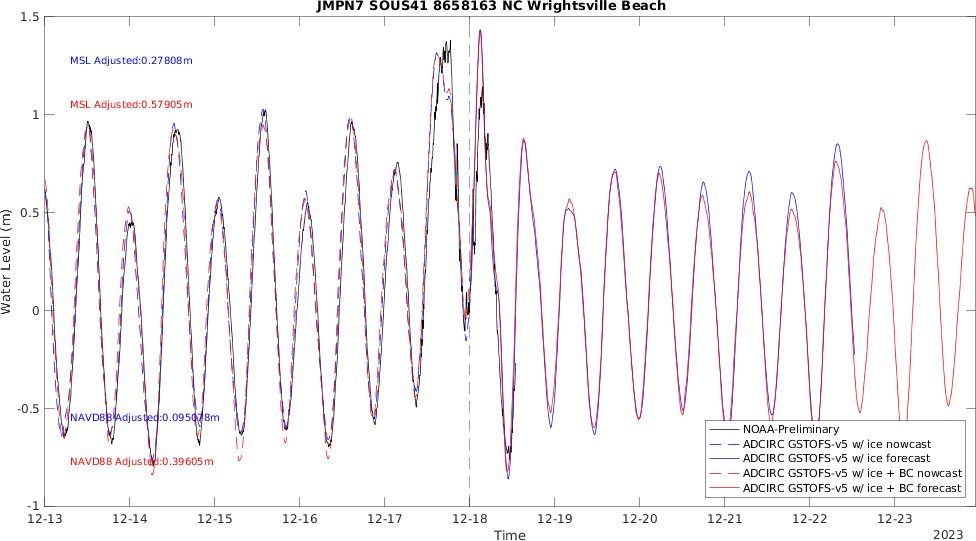 JMPN7 SOUS41 8658163 NC Wrightsville Beach
1.5
1
0.5
0
-0.5
-1
Water Level (m)
MSL Adjusted:0.27808m
MSL Adjusted:0.57905m
NAVD88 Adjusted:0.095078m
NAVD88 Adjusted:0.39605m
NOAA-Preliminary
ADCIRC GSTOFS-v5 w/ ice nowcast
ADCIRC GSTOFS-v5 w/ ice forecast
ADCIRC GSTOFS-v5 w/ ice + BC nowcast
ADCIRC GSTOFS-v5 w/ ice + BC forecast
12-13 12-14 12-15 12-16 12-17 12-18 12-19 12-20 12-21 12-22 12-23
Time
2023